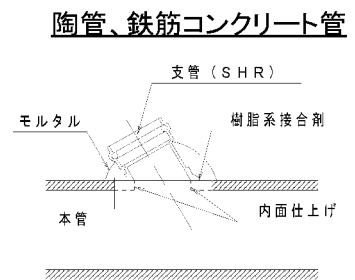 陶管、鉄筋コンクリート管
支管（ＳＨＲ）
モルタル
樹脂系接合剤
本管
内面仕上げ